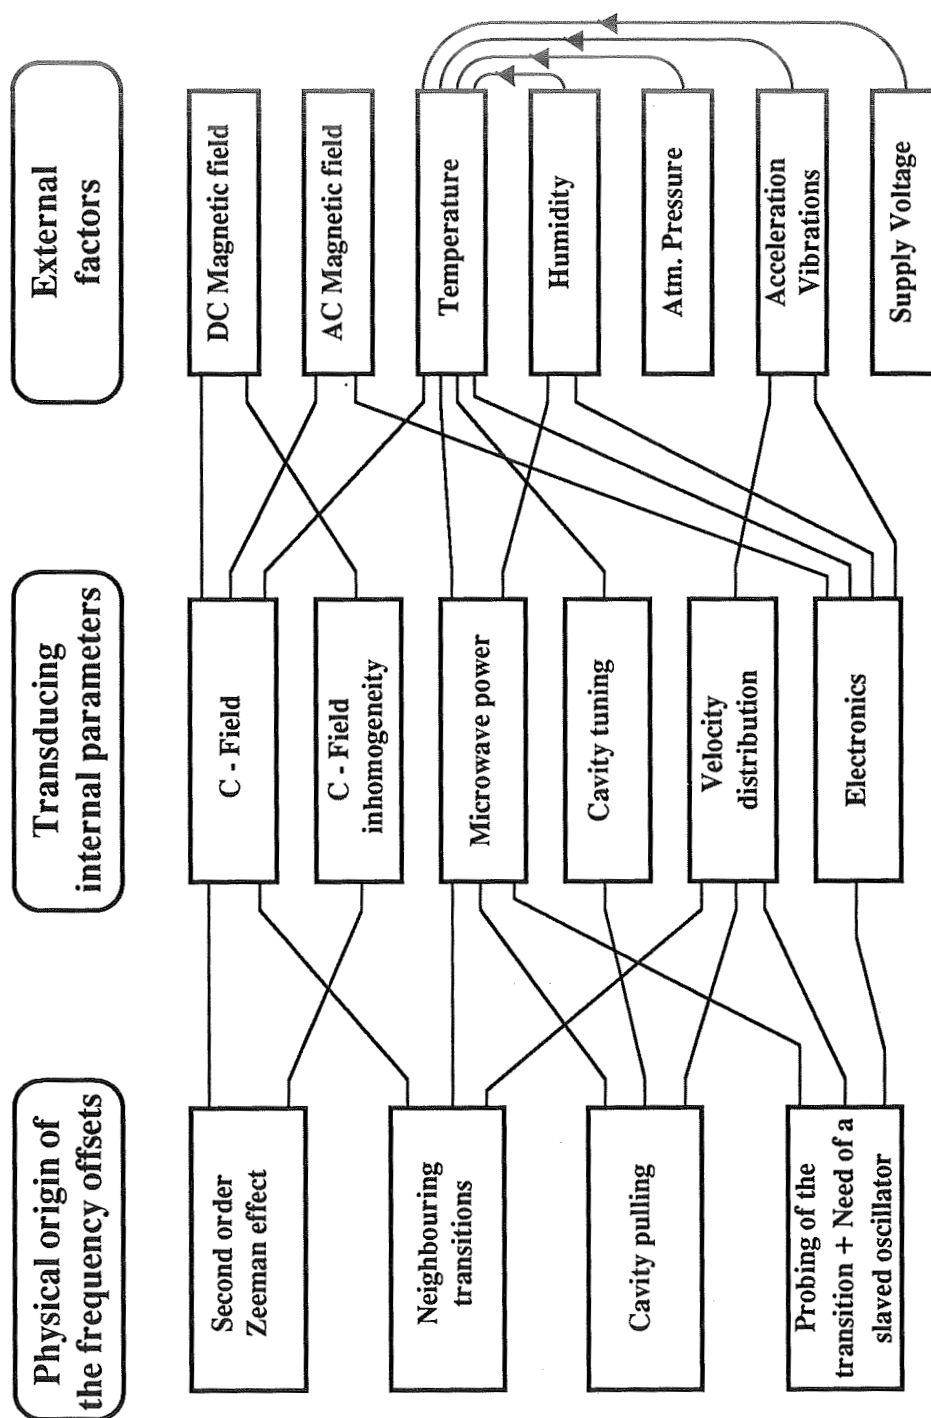 Physical origin of
the frequency offsets
Second order
Zeeman effect
Neighbouring
transitions
Cavity pulling
Probing of the
transition + Need of a
slaved oscillator
Transducing
internal parameters
C - Field
C - Field
inhomogeneity
Microwave power
Cavity tuning
Velocity
distribution
Electronics
External
factors
DC Magnetic field
AC Magnetic field
Temperature
Humidity
Atm. Pressure
Acceleration
Vibrations
Supply Voltage